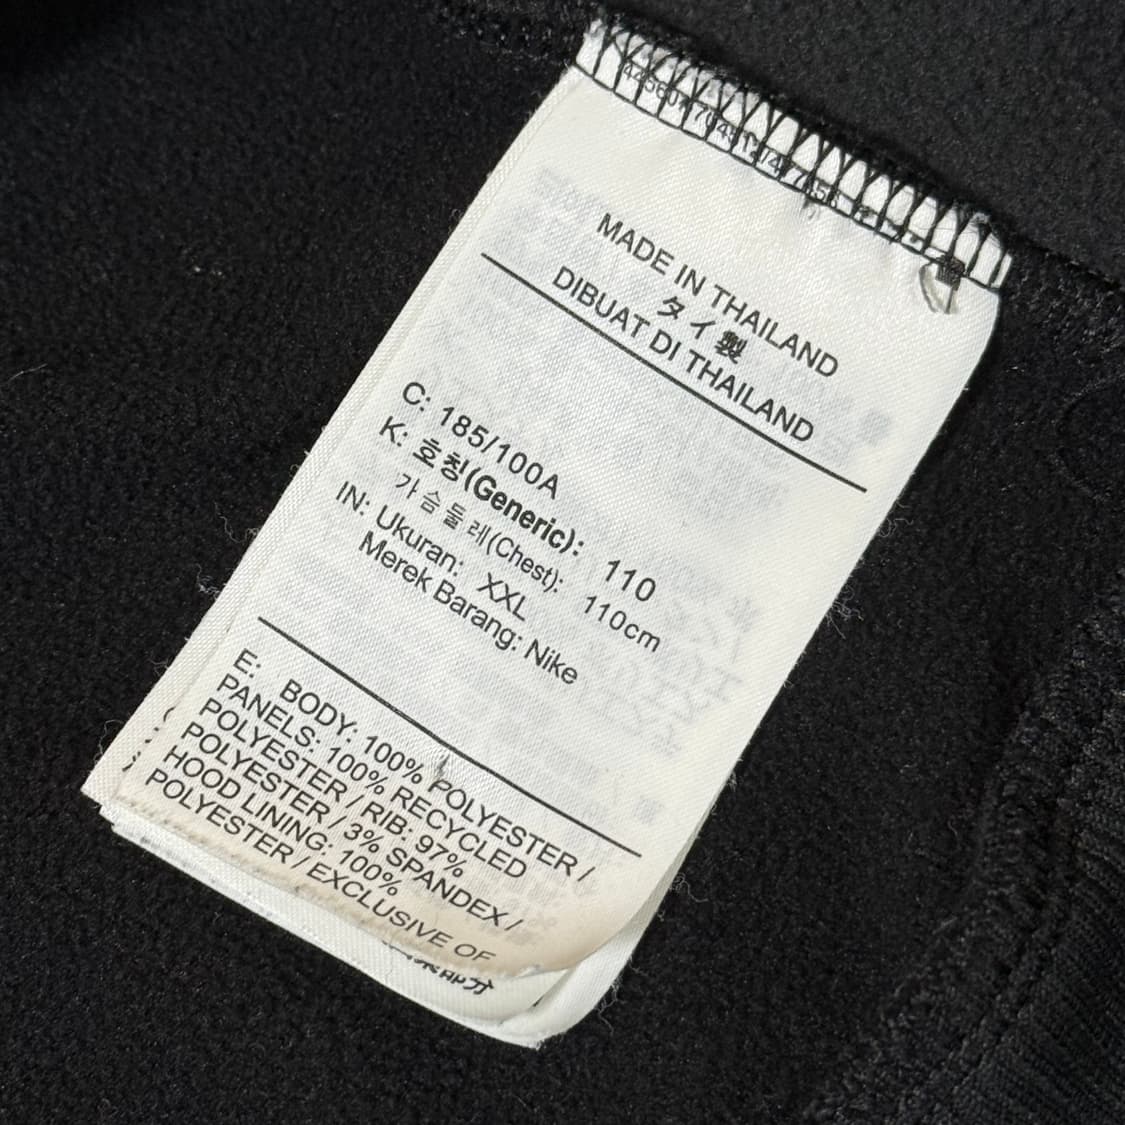 MADE IN THAILAND
タイ製
DIBUAT DI THAILAND
C: 185/100A
K: 호칭(Generic): 110
가슴둘레(Chest): 110cm
IN: Ukuran: XXL
Merek Barang: Nike
E: BODY: 100% POLYESTER /
PANELS: 100% RECYCLED
POLYESTER / RIB: 97%
POLYESTER / 3% SPANDEX /
HOOD LINING: 100%
POLYESTER / EXCLUSIVE OF
部分